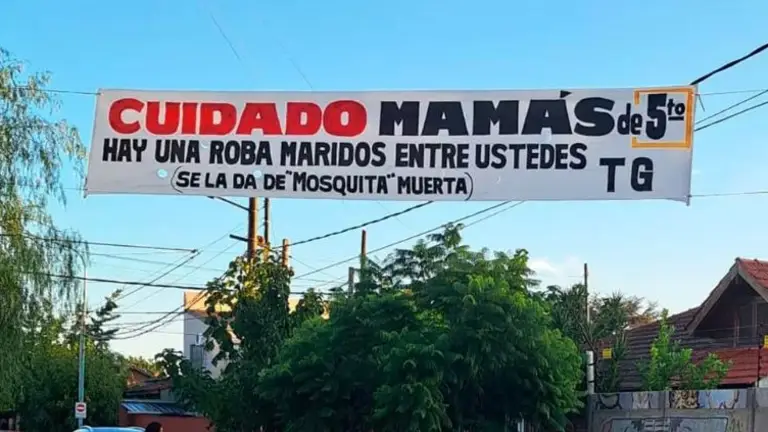 CUIDADO MAMÁS de 5to
HAY UNA ROBA MARIDOS ENTRE USTEDES TG
(SE LA DA DE "MOSQUITA" MUERTA)